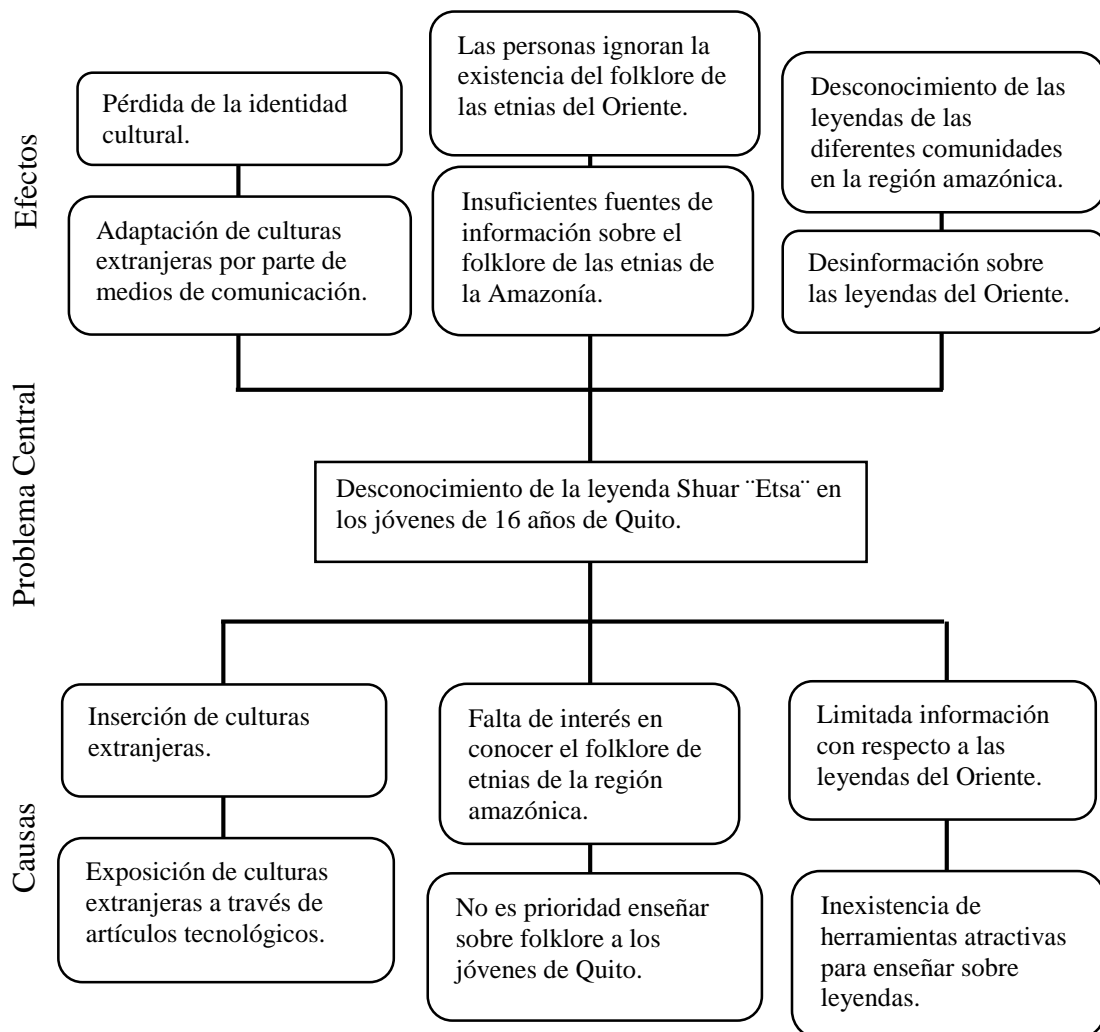 Efectos
Pérdida de la identidad
cultural.
Las personas ignoran la
existencia del folklore de
las etnias del Oriente.
Desconocimiento de las
leyendas de las
diferentes comunidades
en la región amazónica.
Adaptación de culturas
extranjeras por parte de
medios de comunicación.
Insuficientes fuentes de
información sobre el
folklore de las etnias de
la Amazonía.
Desinformación sobre
las leyendas del Oriente.
Problema Central
Desconocimiento de la leyenda Shuar ¨Etsa¨ en
los jóvenes de 16 años de Quito.
Causas
Inserción de culturas
extranjeras.
Falta de interés en
conocer el folklore de
etnias de la región
amazónica.
Limitada información
con respecto a las
leyendas del Oriente.
Exposición de culturas
extranjeras a través de
artículos tecnológicos.
No es prioridad enseñar
sobre folklore a los
jóvenes de Quito.
Inexistencia de
herramientas atractivas
para enseñar sobre
leyendas.